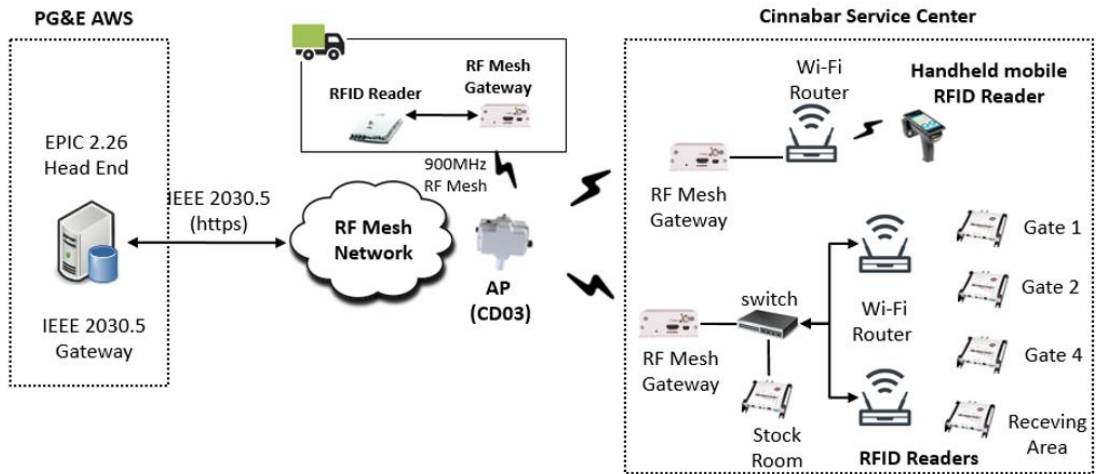 PG&E AWS
EPIC 2.26
Head End
IEEE 2030.5
Gateway
IEEE 2030.5
(https)
RFID Reader
RF Mesh
Gateway
900MHz
RF Mesh
RF Mesh
Network
AP
(CD03)
Cinnabar Service Center
Wi-Fi
Router
Handheld mobile
RFID Reader
RF Mesh
Gateway
switch
RF Mesh
Gateway
Stock
Room
Wi-Fi
Router
Gate 1
Gate 2
Gate 4
Receving
Area
RFID Readers